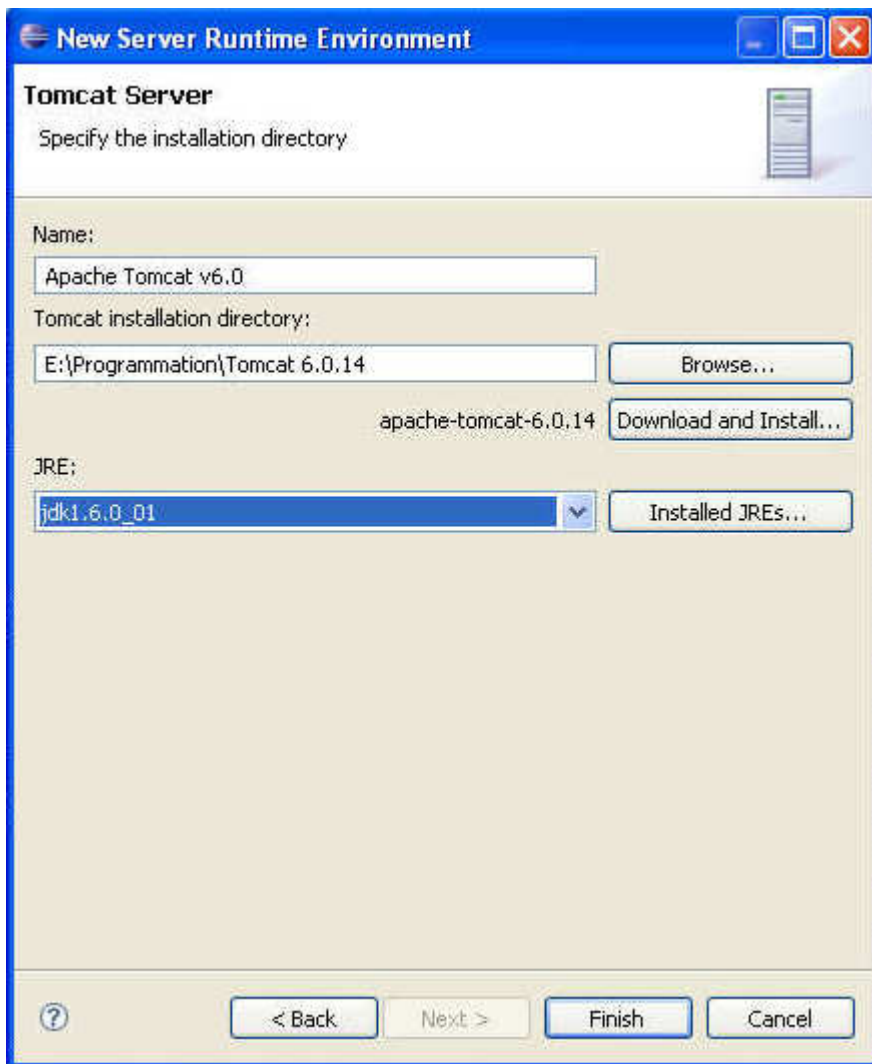 New Server Runtime Environment
Tomcat Server
Specify the installation directory
Name:
Apache Tomcat v6.0
Tomcat installation directory:
E:\Programmation\Tomcat 6.0.14
Browse...
apache-tomcat-6.0.14
Download and Install...
JRE:
jdk1.6.0_01
Installed JREs...
? < Back Next > Finish Cancel